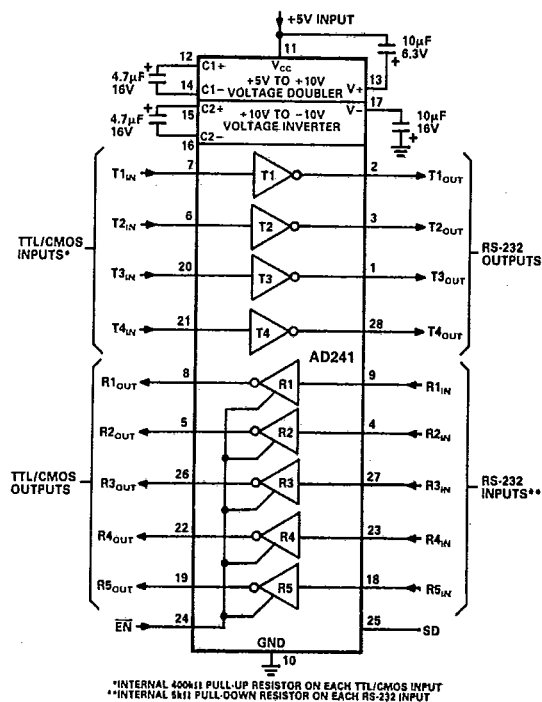 +5V INPUT
11
VCC
12
C1+
4.7µF
16V
14
C1−
+5V TO +10V
VOLTAGE DOUBLER
V+
13
10µF
6.3V
15
C2+
4.7µF
16V
16
C2−
+10V TO −10V
VOLTAGE INVERTER
V−
17
10µF
16V
TTL/CMOS
INPUTS*
T1IN
7
T1
2
T1OUT
T2IN
6
T2
3
T2OUT
T3IN
20
T3
1
T3OUT
T4IN
21
T4
28
T4OUT
RS-232
OUTPUTS
AD241
TTL/CMOS
OUTPUTS
R1OUT
8
R1
9
R1IN
R2OUT
5
R2
4
R2IN
R3OUT
26
R3
27
R3IN
R4OUT
22
R4
23
R4IN
R5OUT
19
R5
18
R5IN
RS-232
INPUTS**
EN
24
25
SD
GND
10
*INTERNAL 400kΩ PULL-UP RESISTOR ON EACH TTL/CMOS INPUT
**INTERNAL 5kΩ PULL-DOWN RESISTOR ON EACH RS-232 INPUT